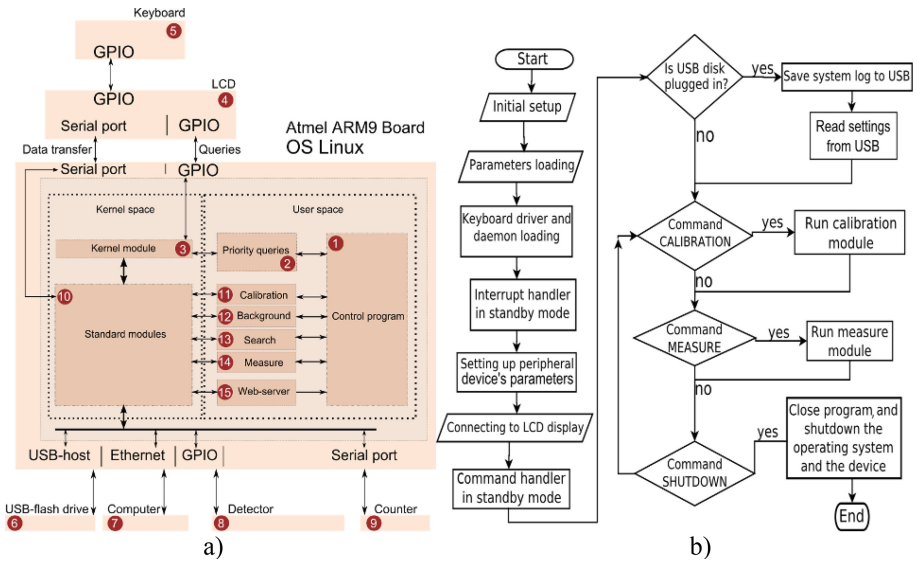 Keyboard
5
GPIO
GPIO
LCD
4
Serial port | GPIO
Data transfer
Queries
Atmel ARM9 Board
OS Linux
Serial port | GPIO
Kernel space
User space
Kernel module
3
Priority queries
2
1
Control program
10
Standard modules
11 Calibration
12 Background
13 Search
14 Measure
15 Web-server
USB-host | Ethernet | GPIO | Serial port
USB-flash drive
6
Computer
7
Detector
8
Counter
9
a)
Start
Initial setup
Parameters loading
Keyboard driver and
daemon loading
Interrupt handler
in standby mode
Setting up peripheral
device's parameters
Connecting to LCD display
Command handler
in standby mode
Is USB disk
plugged in?
yes
Save system log to USB
Read settings
from USB
no
Command
CALIBRATION
yes
Run calibration
module
no
Command
MEASURE
yes
Run measure
module
no
Command
SHUTDOWN
yes
Close program, and
shutdown the
operating system
and the device
End
b)